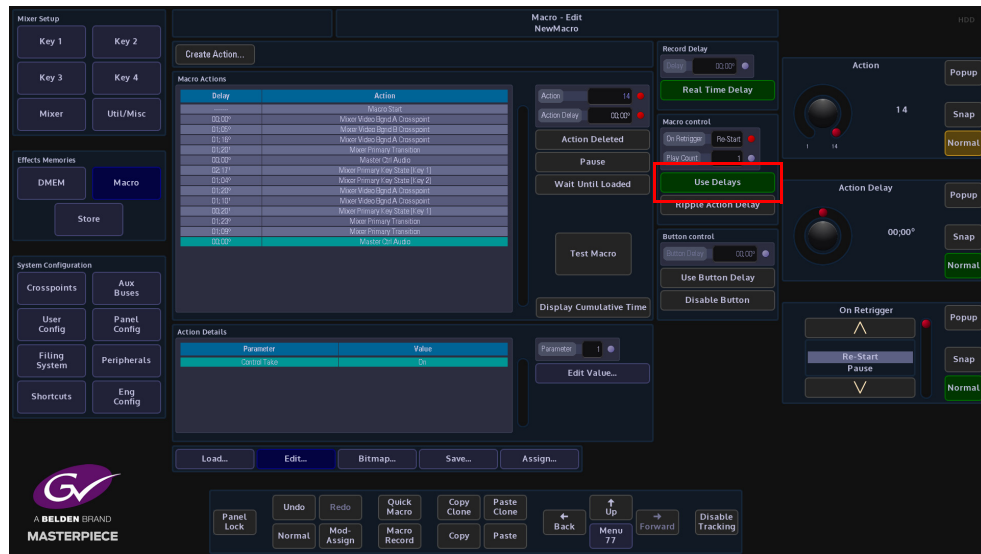 Mixer Setup
Macro - Edit
NewMacro
HDD
Key 1
Key 2
Key 3
Key 4
Mixer
Util/Misc
Effects Memories
DMEM
Macro
Store
System Configuration
Crosspoints
Aux
Buses
User
Config
Panel
Config
Filing
System
Peripherals
Shortcuts
Eng
Config
Create Action...
Macro Actions
Delay Action
------ Macro Start
00;00° Mixer Video Bgnd A Crosspoint
01;05° Mixer Video Bgnd B Crosspoint
01;16° Mixer Video Bgnd A Crosspoint
01;20¹ Mixer Primary Transition
00;00° Master Ctrl Audio
02;17¹ Mixer Primary Key State [Key 1]
01;04° Mixer Primary Key State [Key 2]
01;20° Mixer Video Bgnd A Crosspoint
01;10¹ Mixer Video Bgnd A Crosspoint
00;20¹ Mixer Primary Key State [Key 1]
01;23° Mixer Primary Transition
01;09° Mixer Primary Transition
00;00° Master Ctrl Audio
Action 14
Action Delay 00;00°
Action Deleted
Pause
Wait Until Loaded
Test Macro
Display Cumulative Time
Record Delay
Delay 00;00°
Real Time Delay
Macro control
On Retrigger Re-Start
Play Count 1
Use Delays
Ripple Action Delay
Button control
Button Delay 00;00°
Use Button Delay
Disable Button
Action Details
Parameter Value
Control Take On
Parameter 1
Edit Value...
Action
14
1 14
Popup
Snap
Normal
Action Delay
00;00°
Popup
Snap
Normal
On Retrigger
Re-Start
Pause
Popup
Snap
Normal
Load...
Edit...
Bitmap...
Save...
Assign...
GV
A BELDEN BRAND
MASTERPIECE
Panel
Lock
Undo
Redo
Quick
Macro
Copy
Clone
Paste
Clone
Normal
Mod-
Assign
Macro
Record
Copy
Paste
Back
Up
Menu
77
Forward
Disable
Tracking